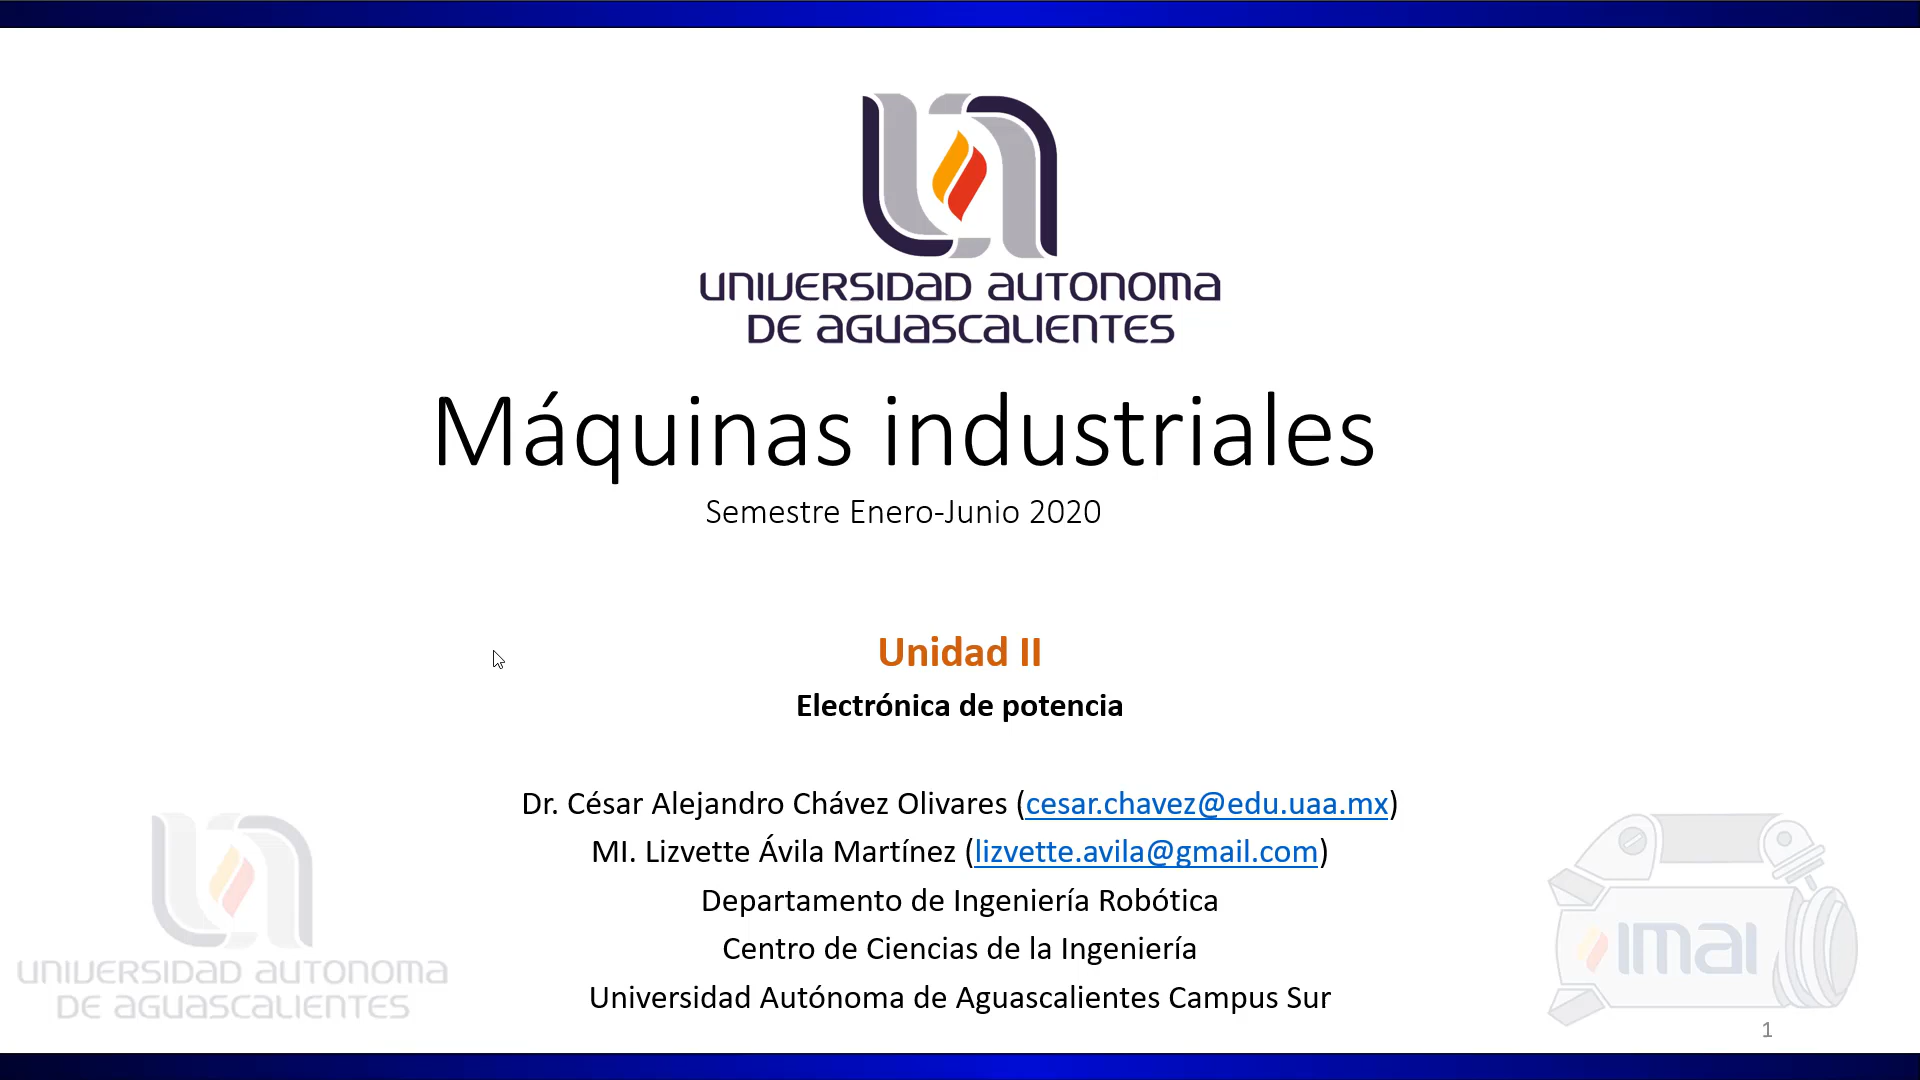 UNIVERSIDAD AUTONOMA
DE AGUASCALIENTES
Máquinas industriales
Semestre Enero-Junio 2020
Unidad II
Electrónica de potencia
Dr. César Alejandro Chávez Olivares (cesar.chavez@edu.uaa.mx)
MI. Lizvette Ávila Martínez (lizvette.avila@gmail.com)
Departamento de Ingeniería Robótica
Centro de Ciencias de la Ingeniería
Universidad Autónoma de Aguascalientes Campus Sur
UNIVERSIDAD AUTONOMA
DE AGUASCALIENTES
imai
1